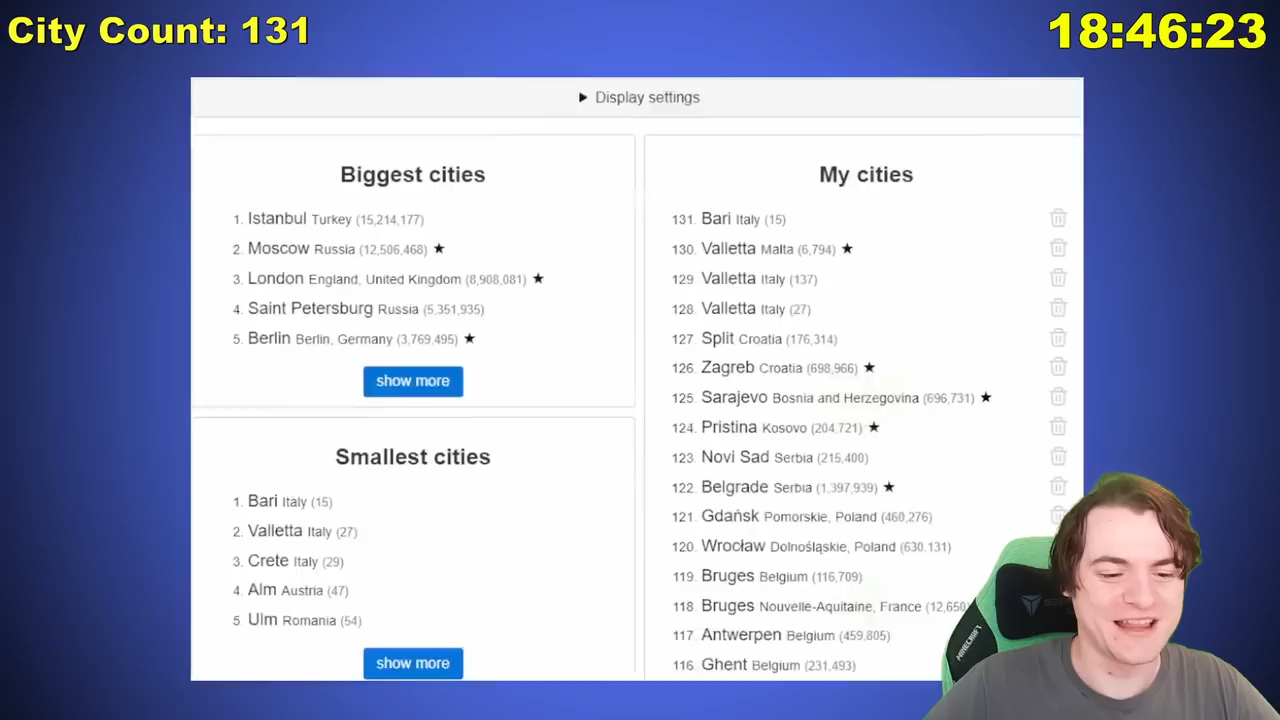 City Count: 131
18:46:23
▶ Display settings
Biggest cities
1. Istanbul Turkey (15,214,177)
2. Moscow Russia (12,506,468) ★
3. London England, United Kingdom (8,908,081) ★
4. Saint Petersburg Russia (5,351,935)
5. Berlin Berlin, Germany (3,769,495) ★
show more
Smallest cities
1. Bari Italy (15)
2. Valletta Italy (27)
3. Crete Italy (29)
4. Alm Austria (47)
5. Ulm Romania (54)
show more
My cities
131. Bari Italy (15)
130. Valletta Malta (6,794) ★
129. Valletta Italy (137)
128. Valletta Italy (27)
127. Split Croatia (176,314)
126. Zagreb Croatia (698,966) ★
125. Sarajevo Bosnia and Herzegovina (696,731) ★
124. Pristina Kosovo (204,721) ★
123. Novi Sad Serbia (215,400)
122. Belgrade Serbia (1,397,939) ★
121. Gdańsk Pomorskie, Poland (460,276)
120. Wrocław Dolnośląskie, Poland (630,131)
119. Bruges Belgium (116,709)
118. Bruges Nouvelle-Aquitaine, France (12,650)
117. Antwerpen Belgium (459,805)
116. Ghent Belgium (231,493)
MINECRAFT